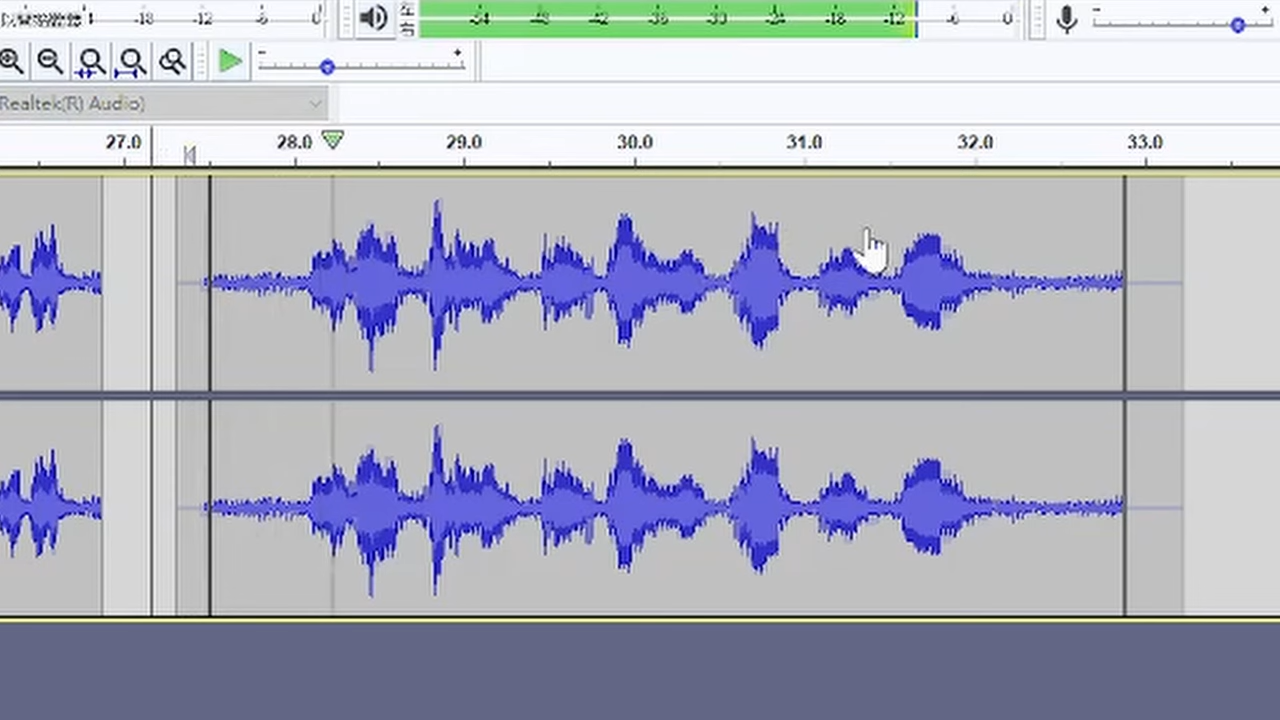 -18 -12 -6 0 左 -54 -48 -42 -36 -30 -24 -18 -12 -6 0 - +
右
- +
Realtek(R) Audio)
27.0 28.0 29.0 30.0 31.0 32.0 33.0